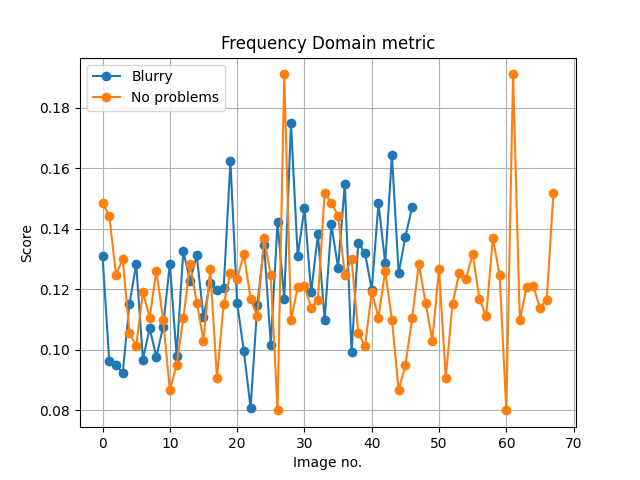 Frequency Domain metric
Blurry
No problems
0.18
0.16
0.14
0.12
0.10
0.08
Score
0 10 20 30 40 50 60 70
Image no.